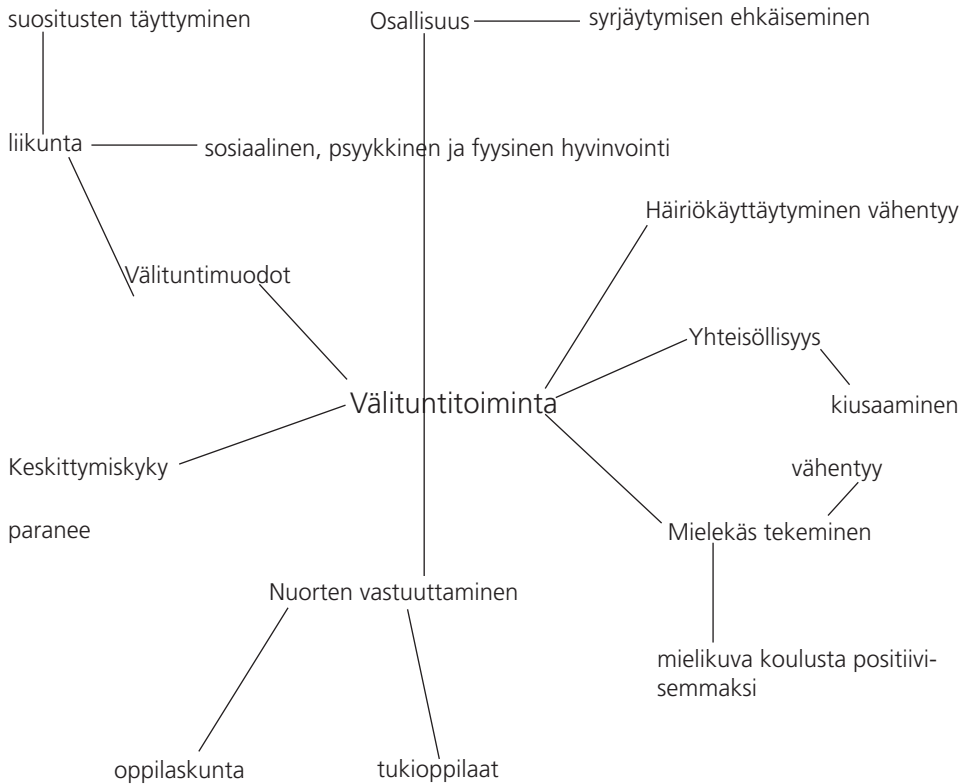 suositusten täyttyminen
Osallisuus
syrjäytymisen ehkäiseminen
liikunta
sosiaalinen, psyykkinen ja fyysinen hyvinvointi
Häiriökäyttäytyminen vähentyy
Välituntimuodot
Yhteisöllisyys
Välituntitoiminta
kiusaaminen
Keskittymiskyky
vähentyy
paranee
Mielekäs tekeminen
Nuorten vastuuttaminen
mielikuva koulusta positiivi-
semmaksi
oppilaskunta
tukioppilaat